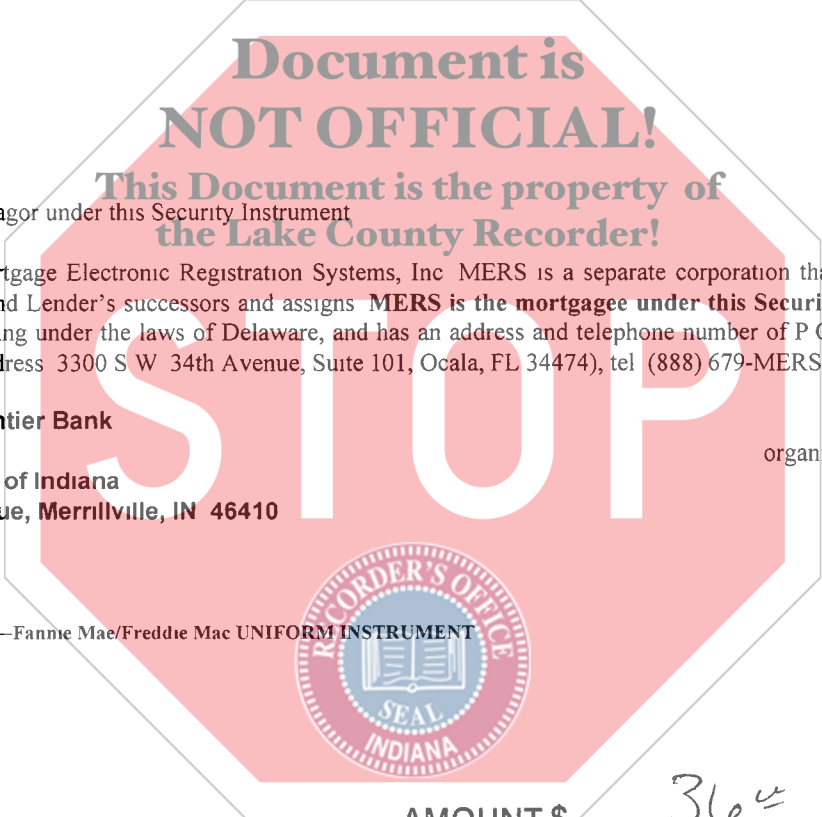 Document is
NOT OFFICIAL!
This Document is the property of
agor under this Security Instrument
the Lake County Recorder!
tgage Electronic Registration Systems, Inc MERS is a separate corporation tha
nd Lender's successors and assigns MERS is the mortgagee under this Securi
ing under the laws of Delaware, and has an address and telephone number of P O
dress 3300 S W 34th Avenue, Suite 101, Ocala, FL 34474), tel (888) 679-MERS
STOP
ntier Bank
organi
of Indiana
ue, Merrillville, IN 46410
RECORDER'S OFFICE
—Fannie Mae/Freddie Mac UNIFORM INSTRUMENT
SEAL
INDIANA
AMOUNT $